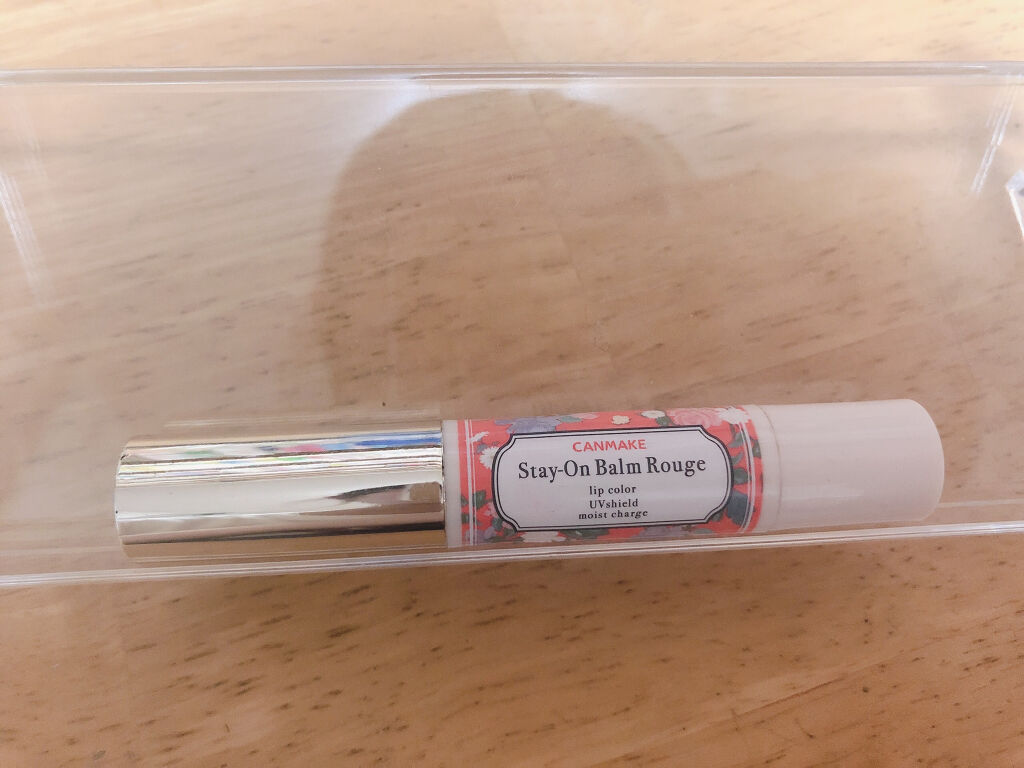 CANMAKE
Stay-On Balm Rouge
lip color
UVshield
moist charge